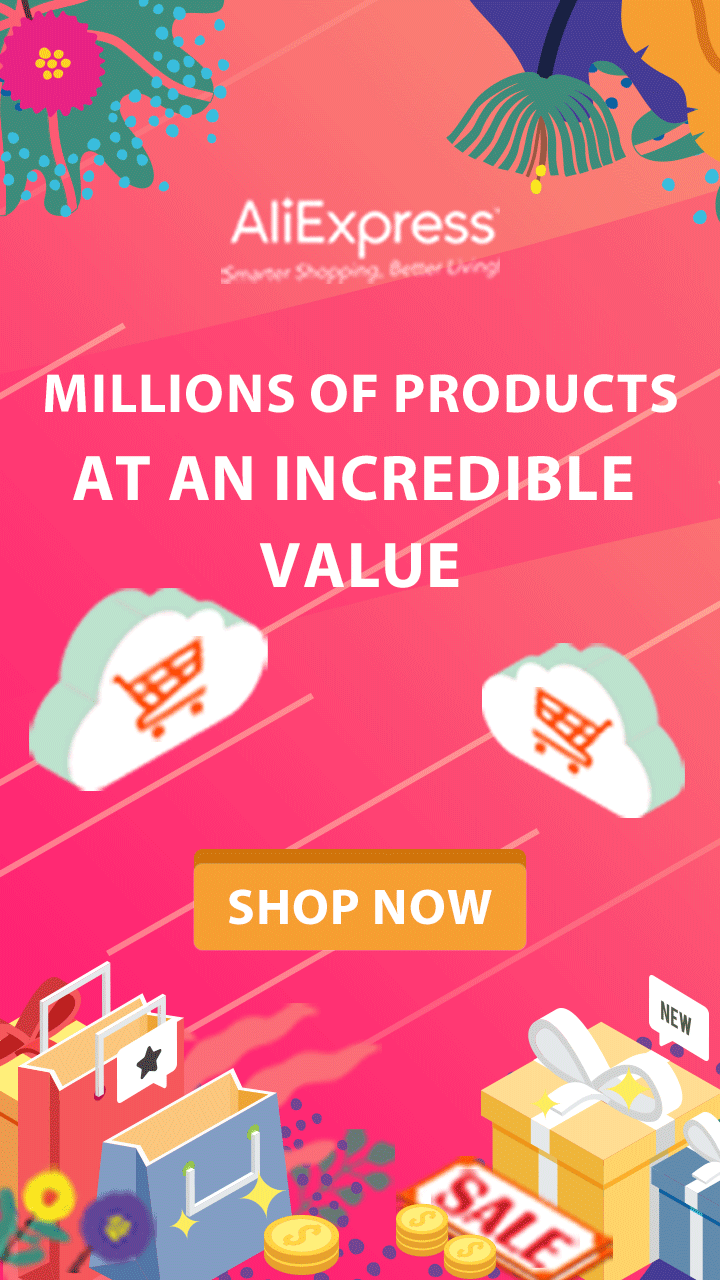 AliExpress
Smarter Shopping, Better Living!
MILLIONS OF PRODUCTS
AT AN INCREDIBLE
VALUE
SHOP NOW
NEW
SALE